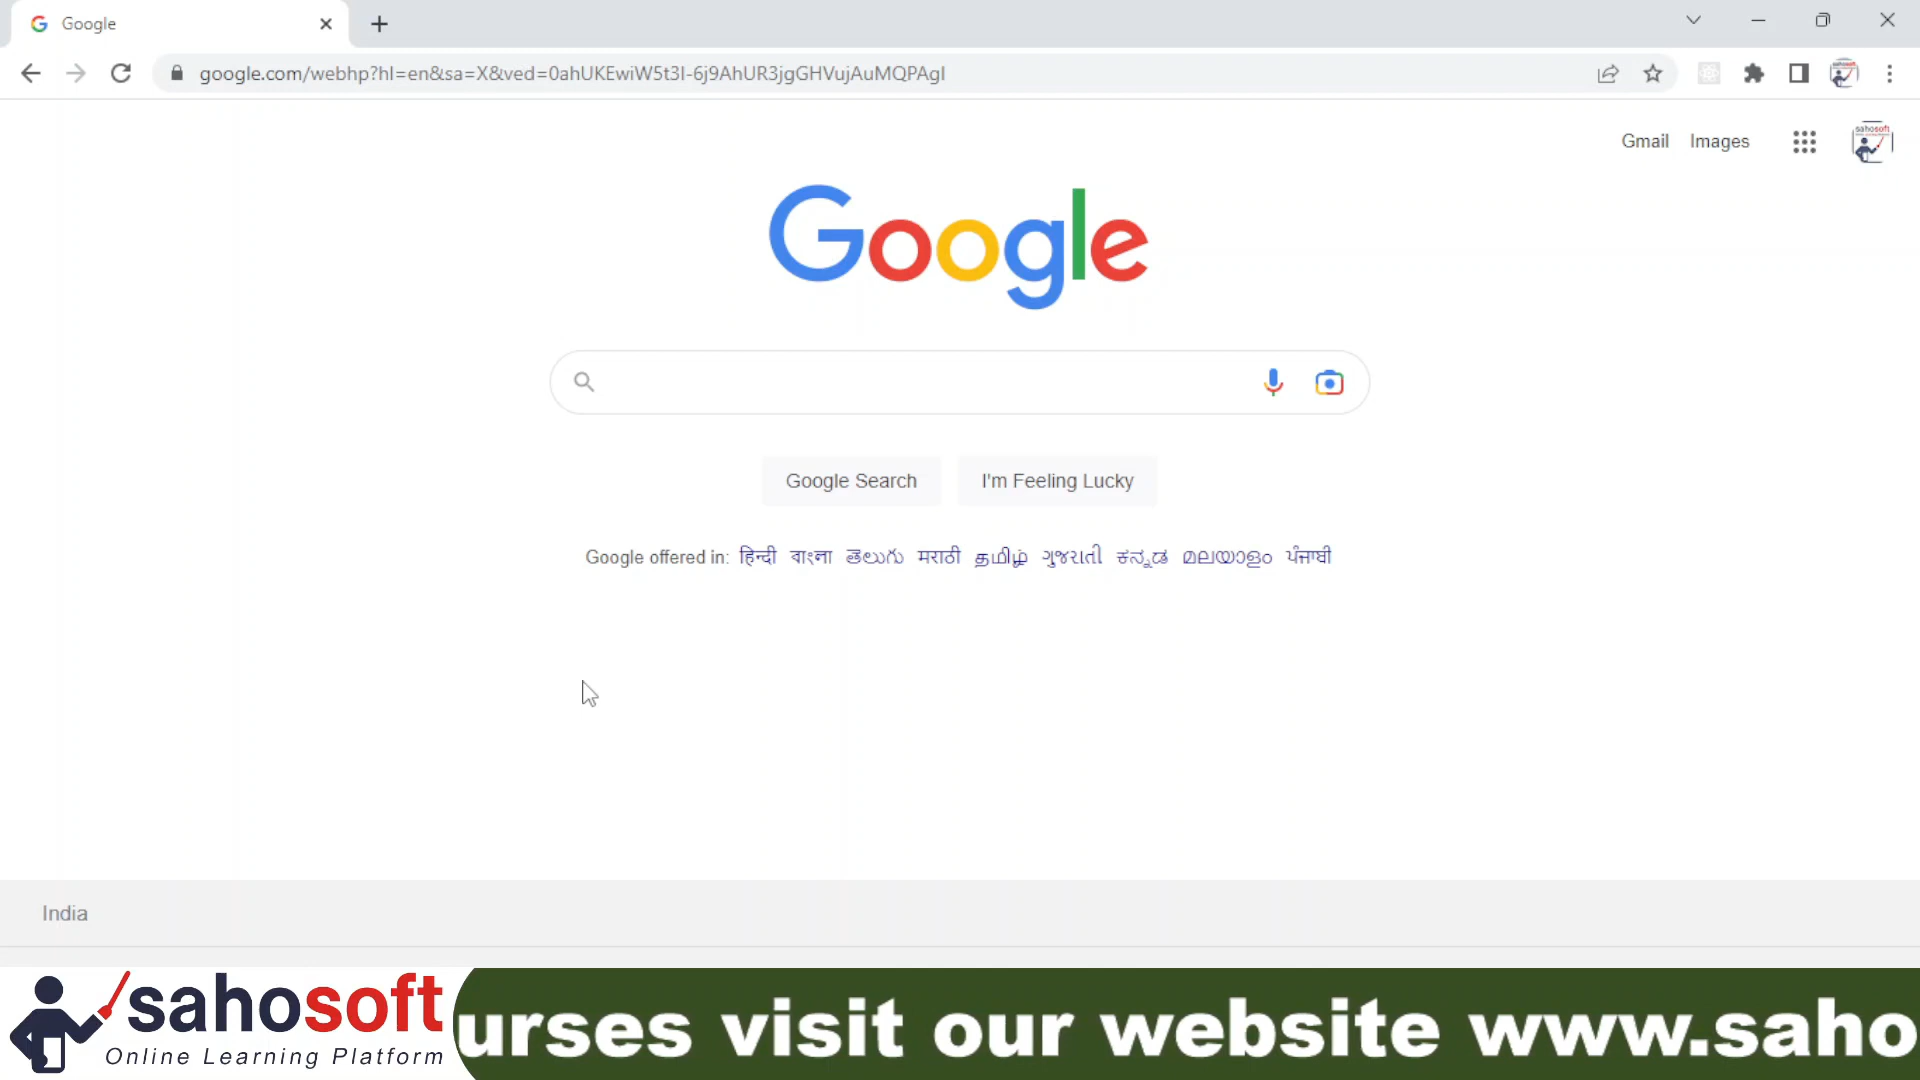 Google
google.com/webhp?hl=en&sa=X&ved=0ahUKEwiW5t3I-6j9AhUR3jgGHVujAuMQPAgI
Gmail Images
sahosoft
Google
Google Search I'm Feeling Lucky
Google offered in: हिन्दी বাংলা తెలుగు मराठी தமிழ் ગુજરાતી ಕನ್ನಡ മലയാളം ਪੰਜਾਬੀ
India
sahosoft
Online Learning Platform
urses visit our website www.saho